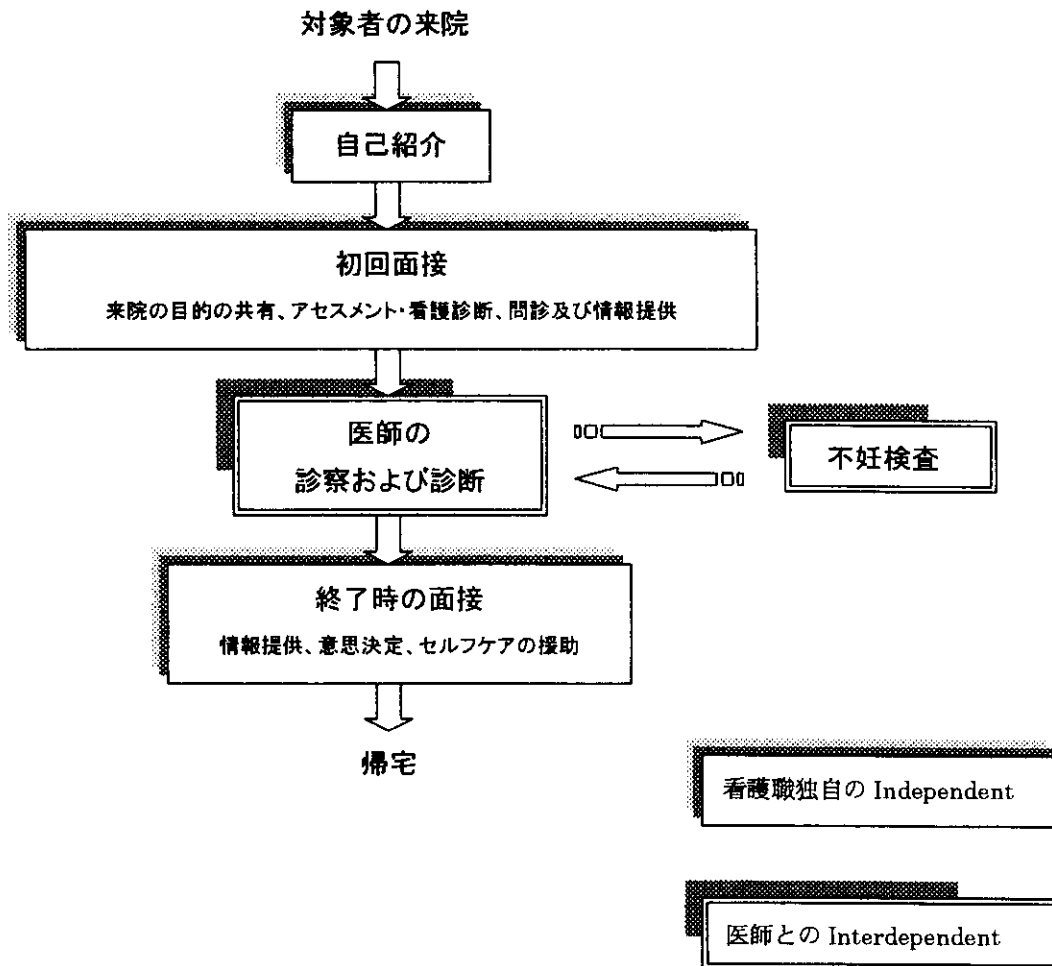 対象者の来院
自己紹介
初回面接
来院の目的の共有、アセスメント・看護診断、問診及び情報提供
医師の
診察および診断
不妊検査
終了時の面接
情報提供、意思決定、セルフケアの援助
帰宅
看護職独自の Independent
医師との Interdependent